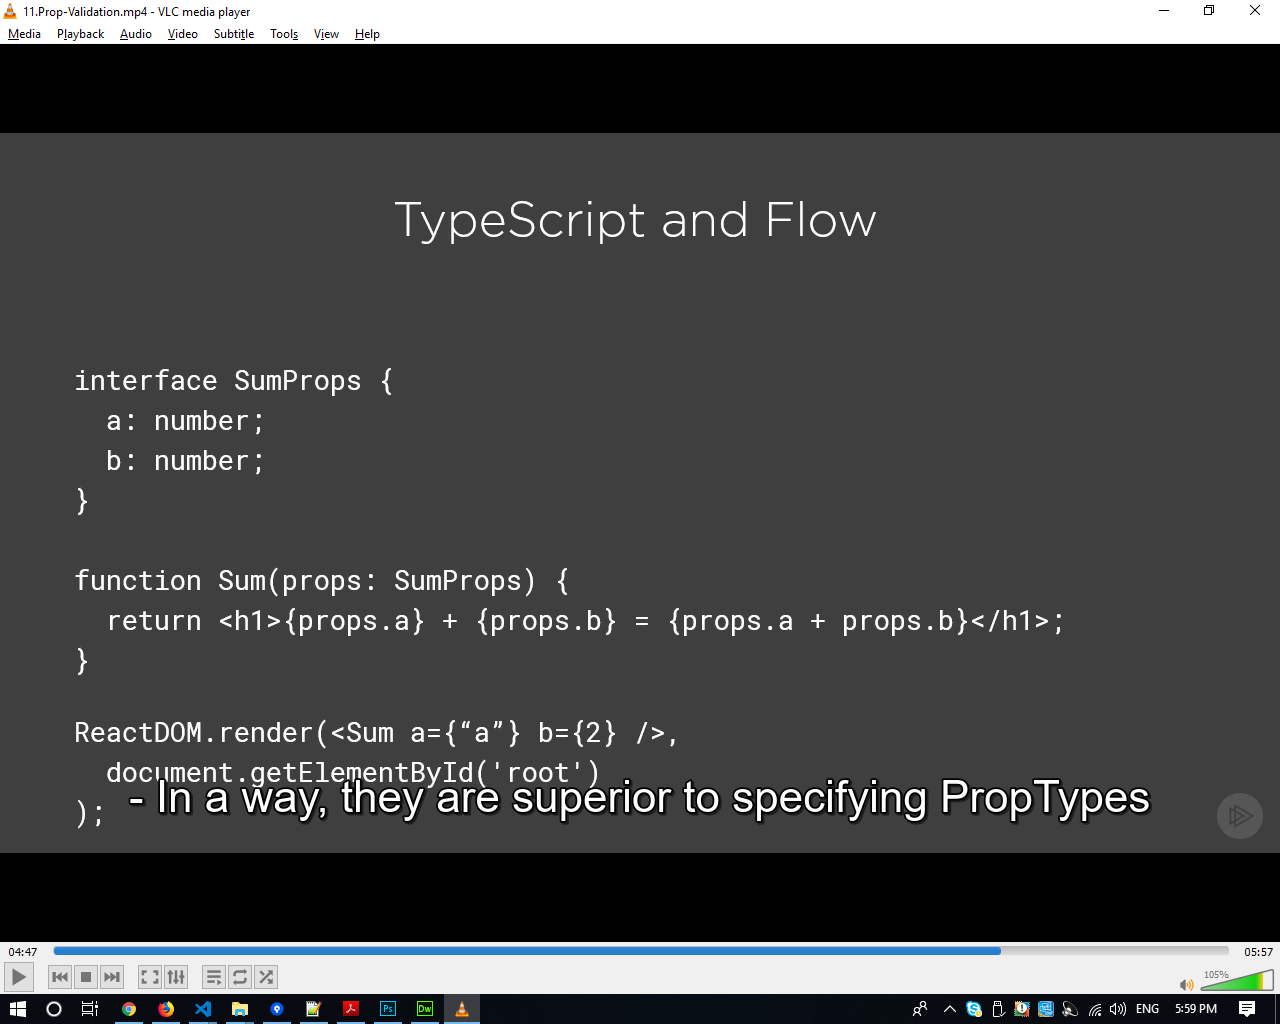 11.Prop-Validation.mp4 - VLC media player
Media Playback Audio Video Subtitle Tools View Help
TypeScript and Flow
interface SumProps {
a: number;
b: number;
}
function Sum(props: SumProps) {
return <h1>{props.a} + {props.b} = {props.a + props.b}</h1>;
}
ReactDOM.render(<Sum a={“a”} b={2} />,
document.getElementById('root')
);
- In a way, they are superior to specifying PropTypes
04:47
05:57
105%
Ps
Dw
ENG
5:59 PM